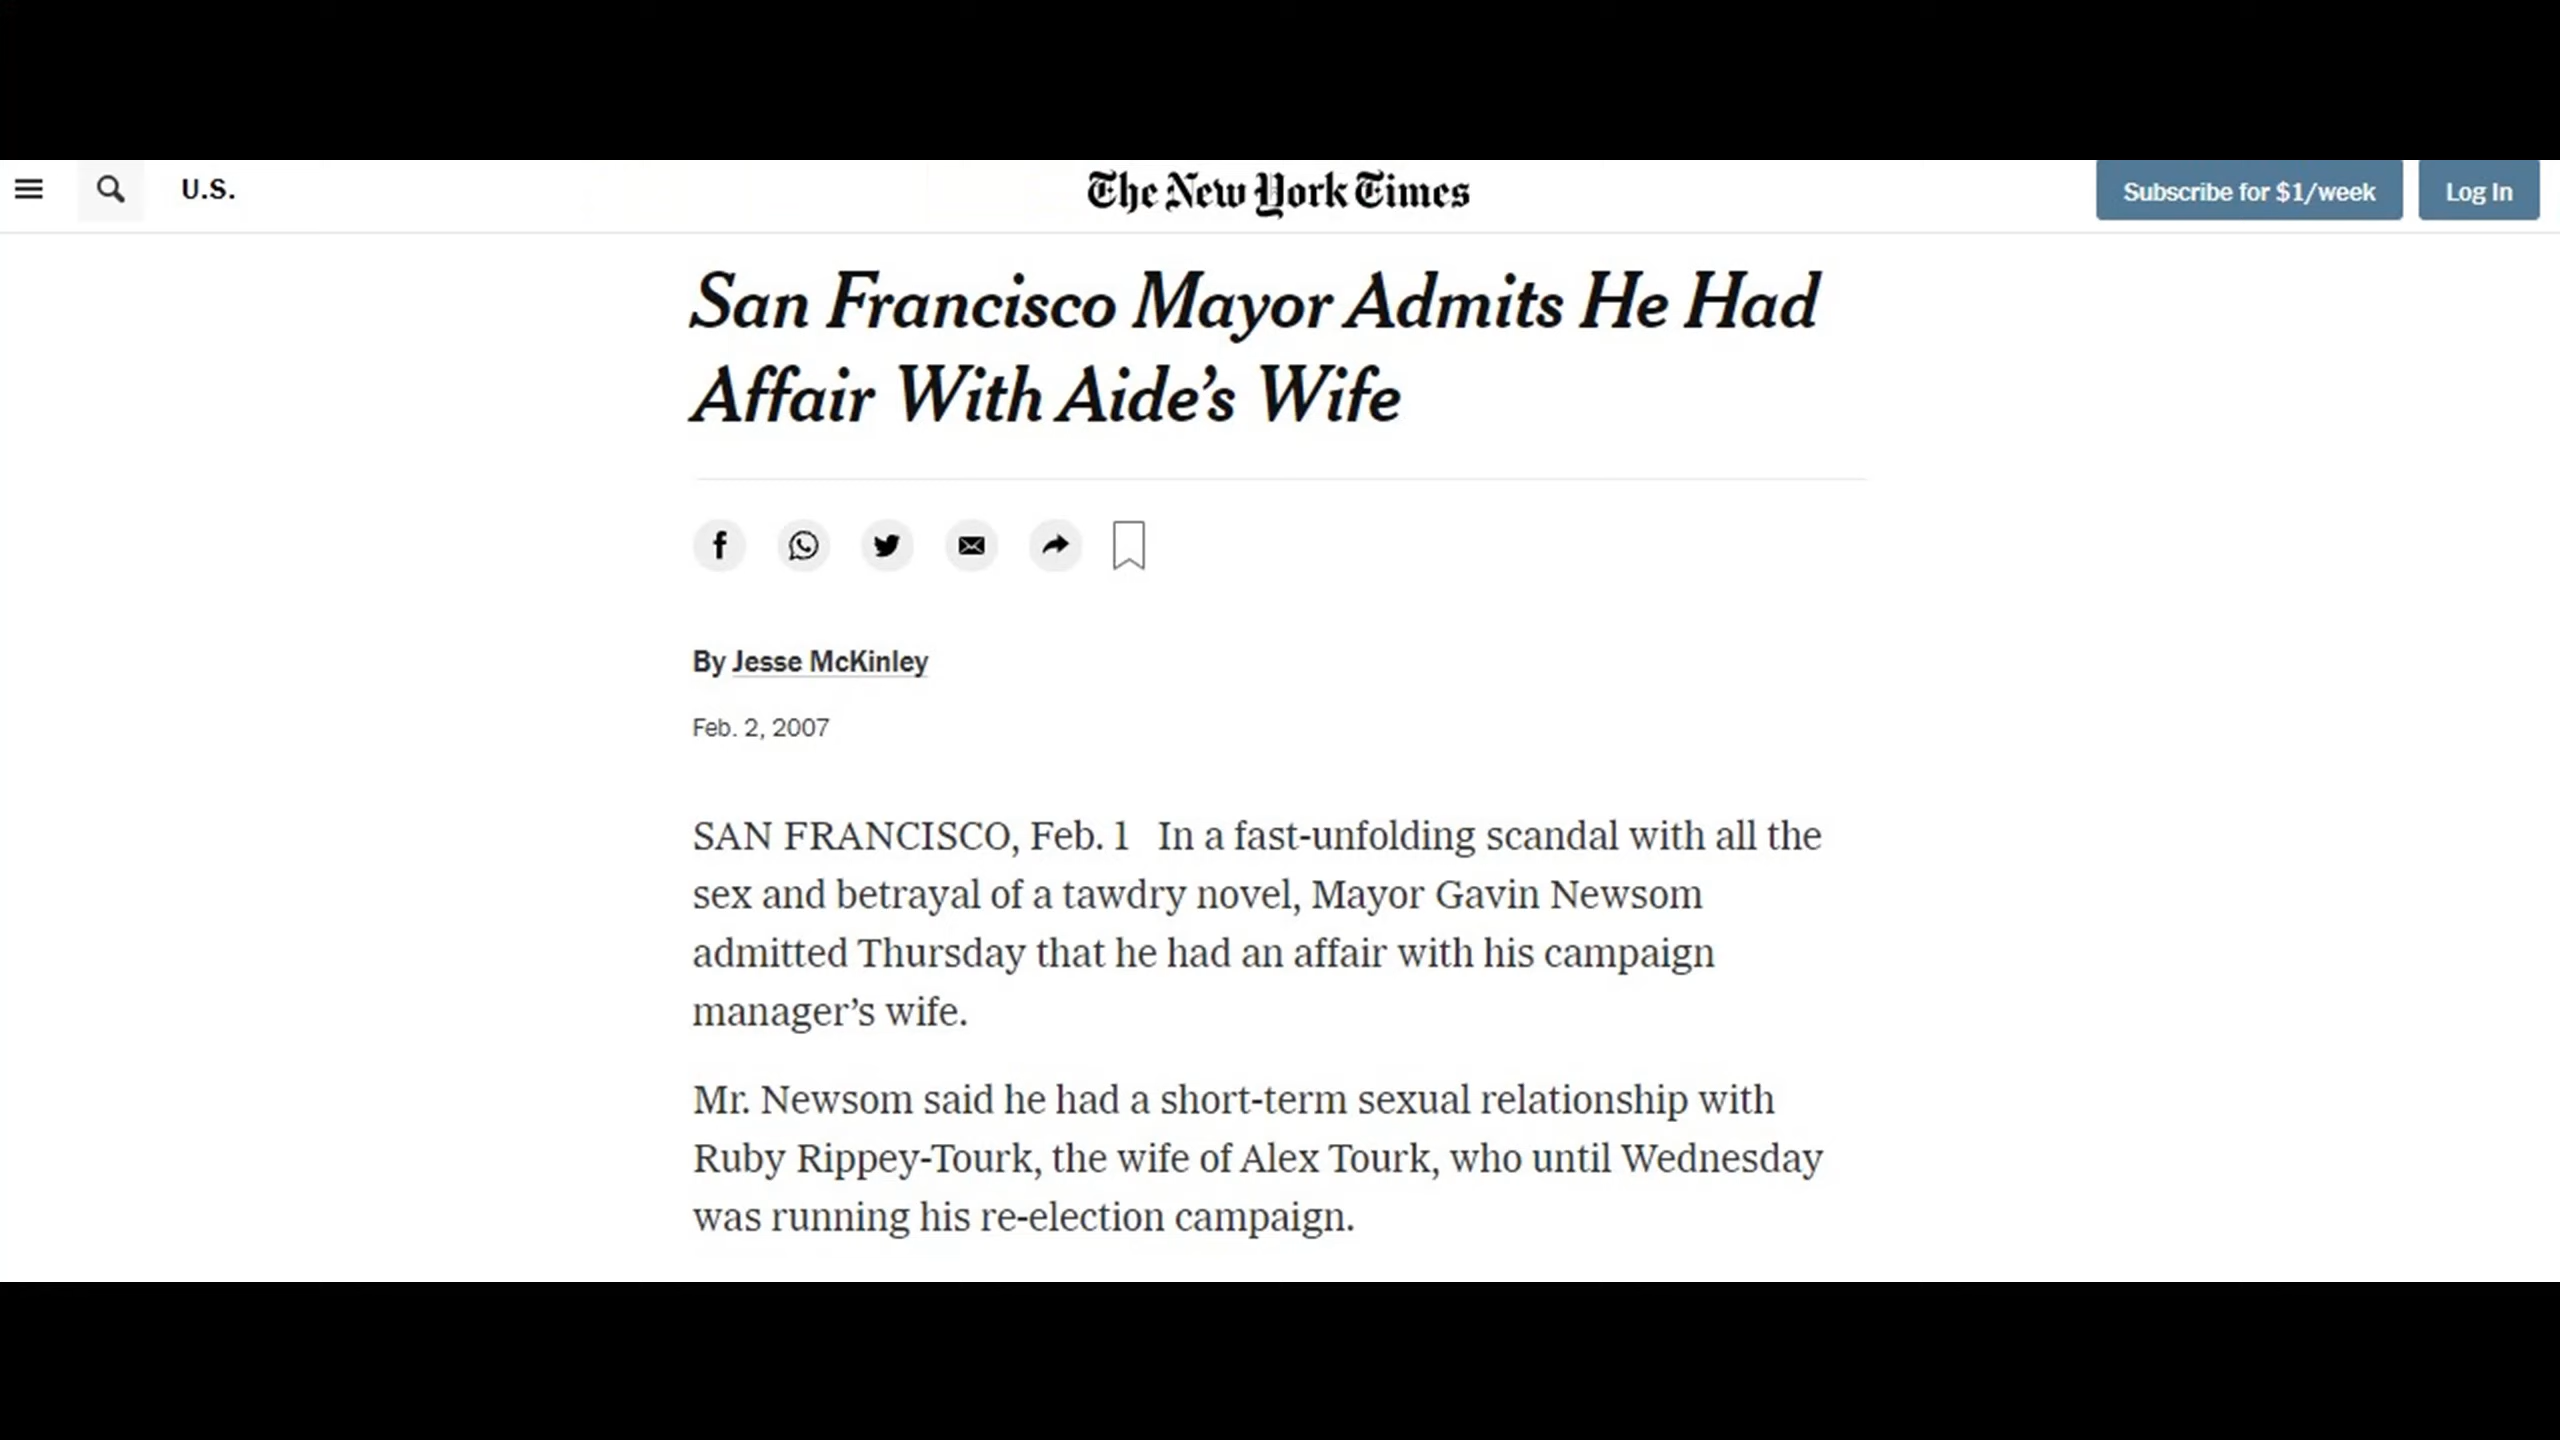 U.S.
The New York Times
Subscribe for $1/week
Log In
San Francisco Mayor Admits He Had
Affair With Aide’s Wife
By Jesse McKinley
Feb. 2, 2007
SAN FRANCISCO, Feb. 1 In a fast-unfolding scandal with all the
sex and betrayal of a tawdry novel, Mayor Gavin Newsom
admitted Thursday that he had an affair with his campaign
manager’s wife.
Mr. Newsom said he had a short-term sexual relationship with
Ruby Rippey-Tourk, the wife of Alex Tourk, who until Wednesday
was running his re-election campaign.